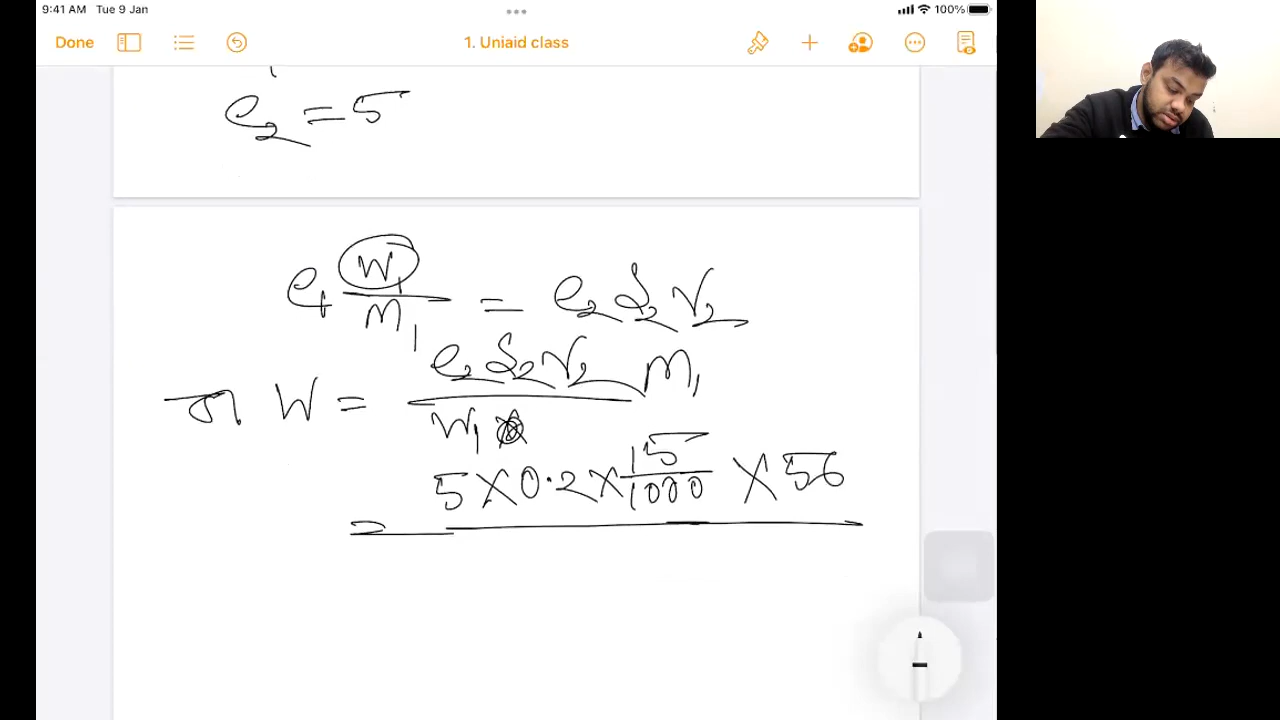 9:41 AM Tue 9 Jan
100%
Done
1. Uniaid class
e₂ = 5
e₁ W₁/M₁ = e₂ S₂ V₂
বা W = e₂ S₂ V₂ M₁ / W₁
= 5 × 0.2 × 15/1000 × 56